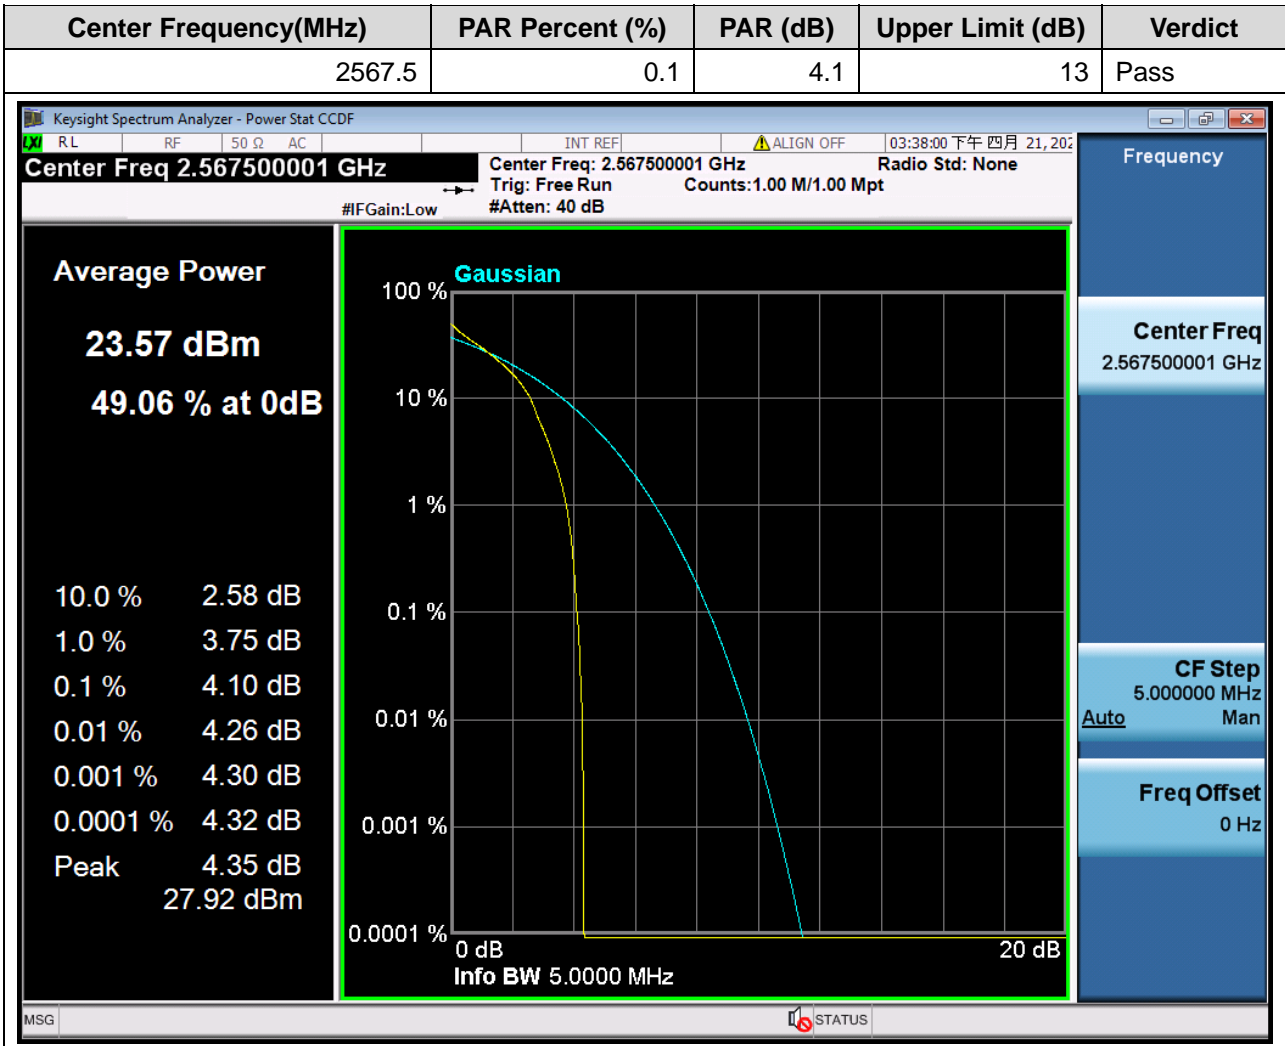 Center Frequency(MHz) PAR Percent (%) PAR (dB) Upper Limit (dB) Verdict
2567.5 0.1 4.1 13 Pass
Keysight Spectrum Analyzer - Power Stat CCDF
LXI RL RF 50 Ω AC INT REF ALIGN OFF 03:38:00 下午 四月 21, 202
Center Freq 2.567500001 GHz
Center Freq: 2.567500001 GHz Radio Std: None
Trig: Free Run Counts:1.00 M/1.00 Mpt
#IFGain:Low #Atten: 40 dB
Average Power
23.57 dBm
49.06 % at 0dB
10.0 % 2.58 dB
1.0 % 3.75 dB
0.1 % 4.10 dB
0.01 % 4.26 dB
0.001 % 4.30 dB
0.0001 % 4.32 dB
Peak 4.35 dB
27.92 dBm
Gaussian
100 %
10 %
1 %
0.1 %
0.01 %
0.001 %
0.0001 %
0 dB 20 dB
Info BW 5.0000 MHz
Frequency
Center Freq
2.567500001 GHz
CF Step
5.000000 MHz
Auto Man
Freq Offset
0 Hz
MSG STATUS